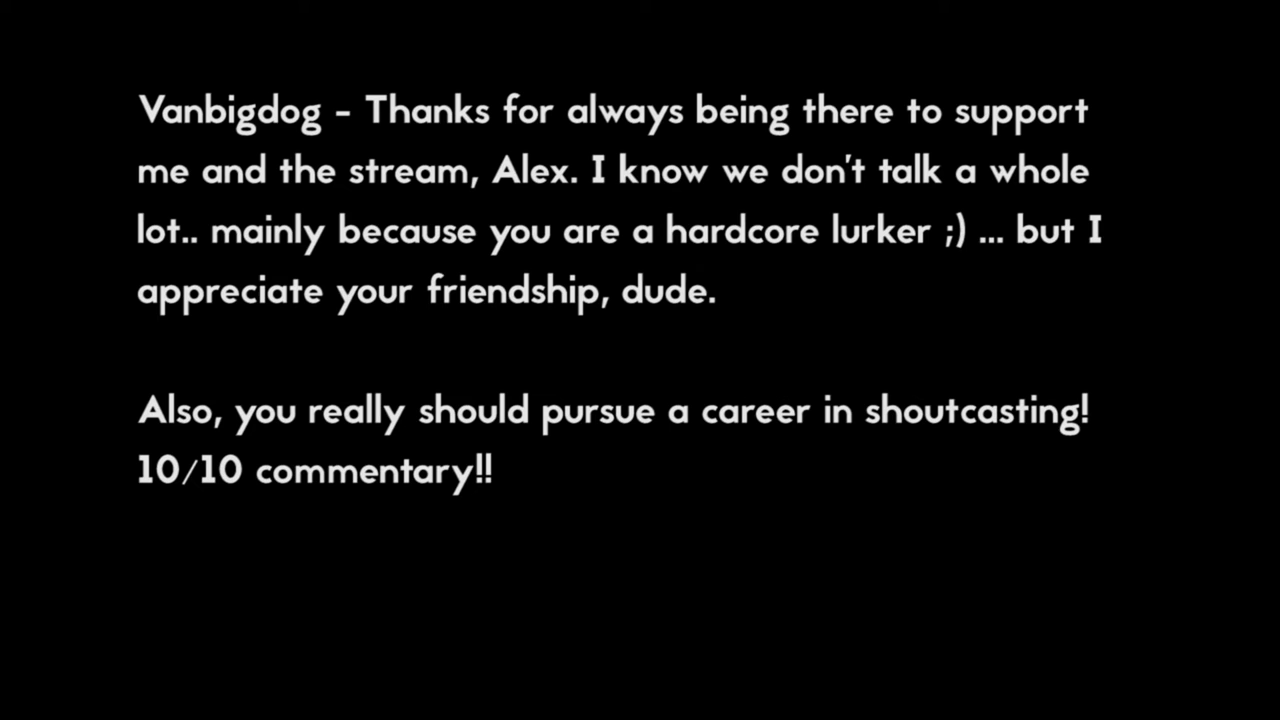 Vanbigdog - Thanks for always being there to support
me and the stream, Alex. I know we don't talk a whole
lot.. mainly because you are a hardcore lurker ;) ... but I
appreciate your friendship, dude.
Also, you really should pursue a career in shoutcasting!
10/10 commentary!!